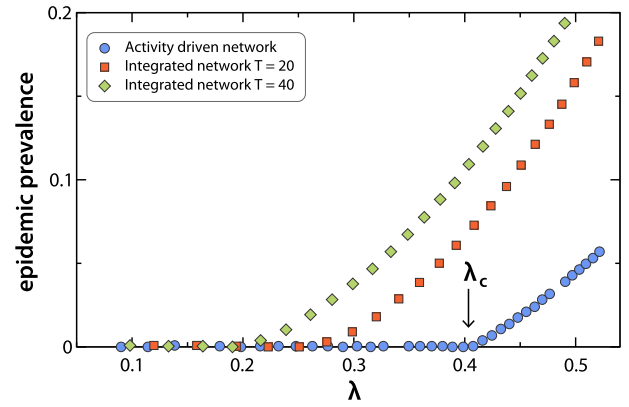 0.2
Activity driven network
Integrated network T = 20
Integrated network T = 40
epidemic prevalence
0.1
λc
0
0.1
0.2
0.3
0.4
0.5
λ